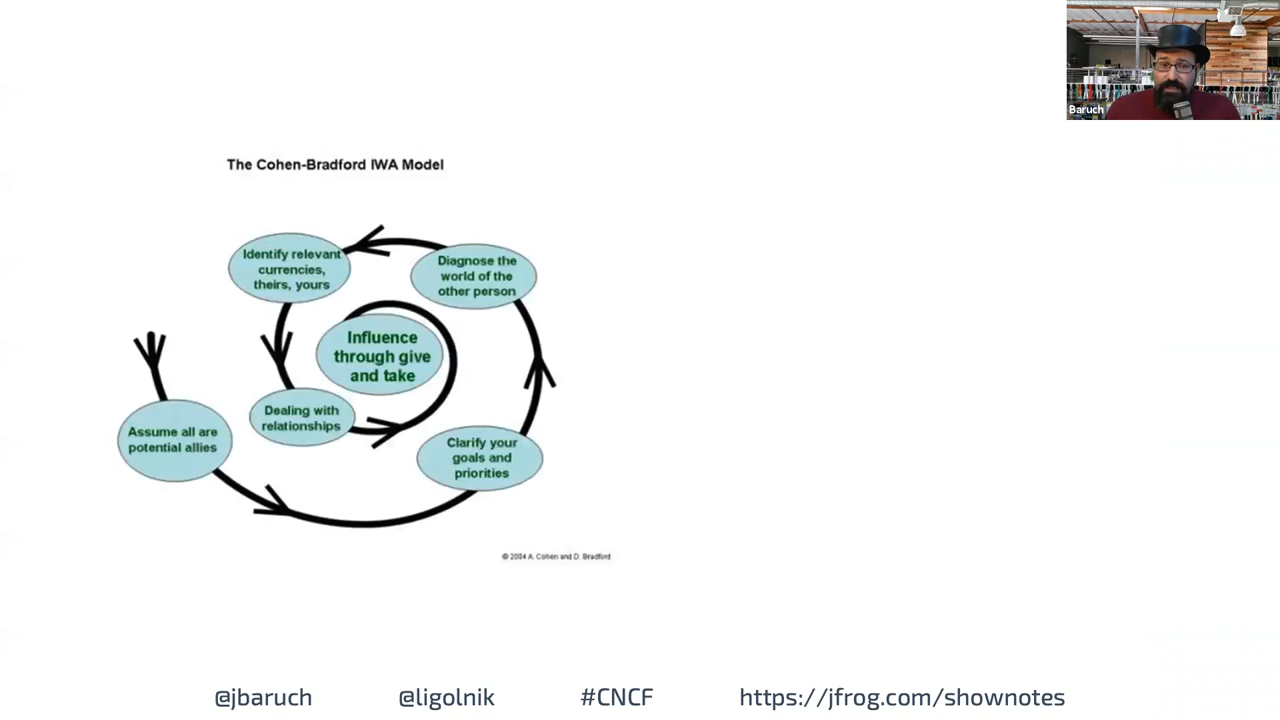 Baruch
The Cohen-Bradford IWA Model
Identify relevant
currencies,
theirs, yours
Diagnose the
world of the
other person
Influence
through give
and take
Dealing with
relationships
Assume all are
potential allies
Clarify your
goals and
priorities
© 2004 A. Cohen and D. Bradford
@jbaruch
@ligolnik
#CNCF
https://jfrog.com/shownotes